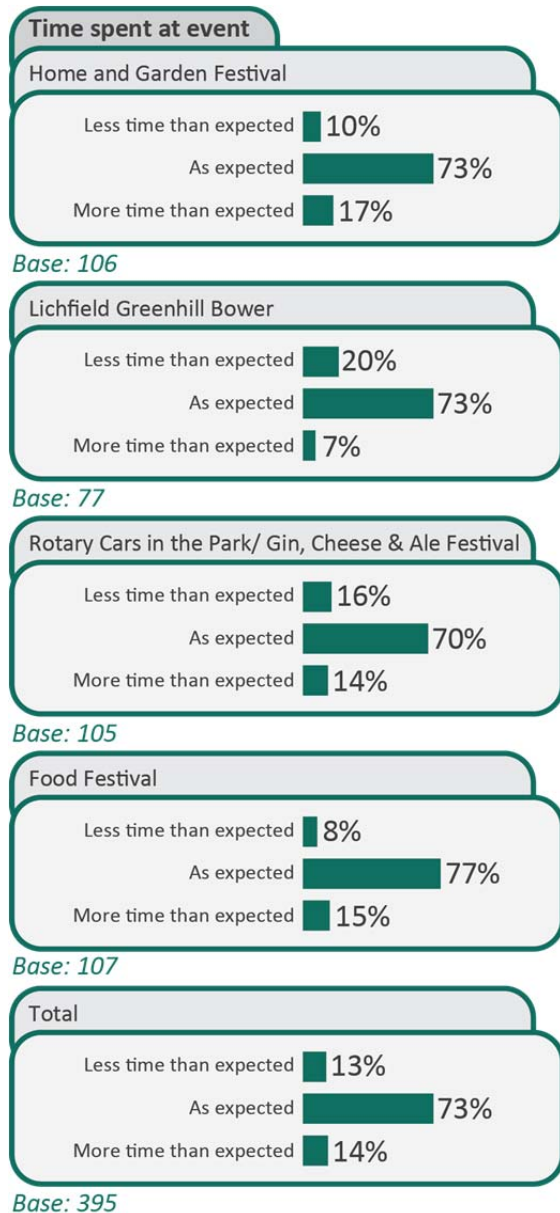 Time spent at event
Home and Garden Festival
Less time than expected 10%
As expected 73%
More time than expected 17%
Base: 106
Lichfield Greenhill Bower
Less time than expected 20%
As expected 73%
More time than expected 7%
Base: 77
Rotary Cars in the Park/ Gin, Cheese & Ale Festival
Less time than expected 16%
As expected 70%
More time than expected 14%
Base: 105
Food Festival
Less time than expected 8%
As expected 77%
More time than expected 15%
Base: 107
Total
Less time than expected 13%
As expected 73%
More time than expected 14%
Base: 395